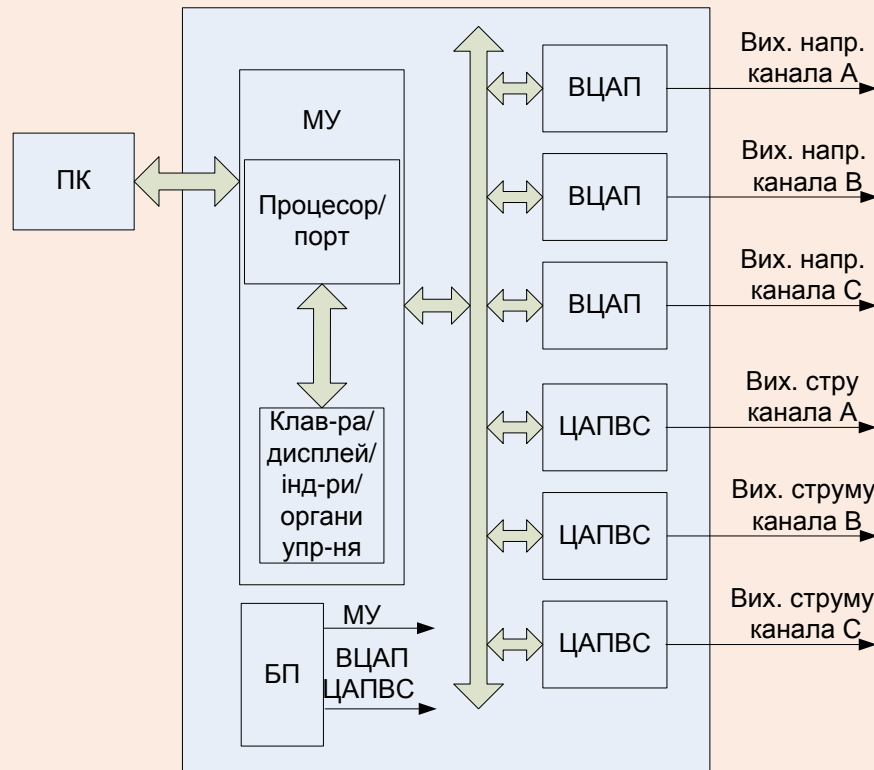 ПК
МУ
Процесор/
порт
Клав-ра/
дисплей/
інд-ри/
органи
упр-ня
БП
МУ
ВЦАП
ЦАПВС
ВЦАП
Вих. напр.
канала А
ВЦАП
Вих. напр.
канала В
ВЦАП
Вих. напр.
канала С
ЦАПВС
Вих. стру
канала А
ЦАПВС
Вих. струму
канала В
ЦАПВС
Вих. струму
канала С